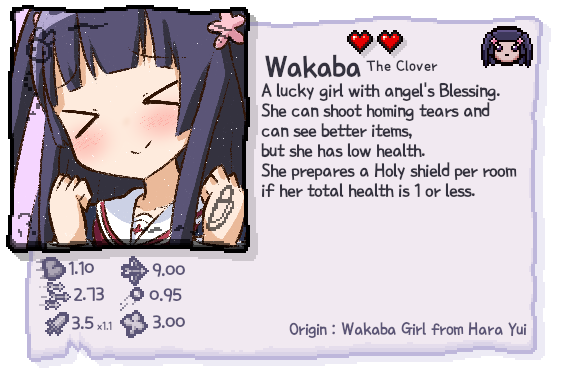 Wakaba The Clover
A lucky girl with angel's Blessing.
She can shoot homing tears and
can see better items,
but she has low health.
She prepares a Holy shield per room
if her total health is 1 or less.
1.10 9.00
2.73 0.95
3.5 x1.1 3.00
Origin : Wakaba Girl from Hara Yui